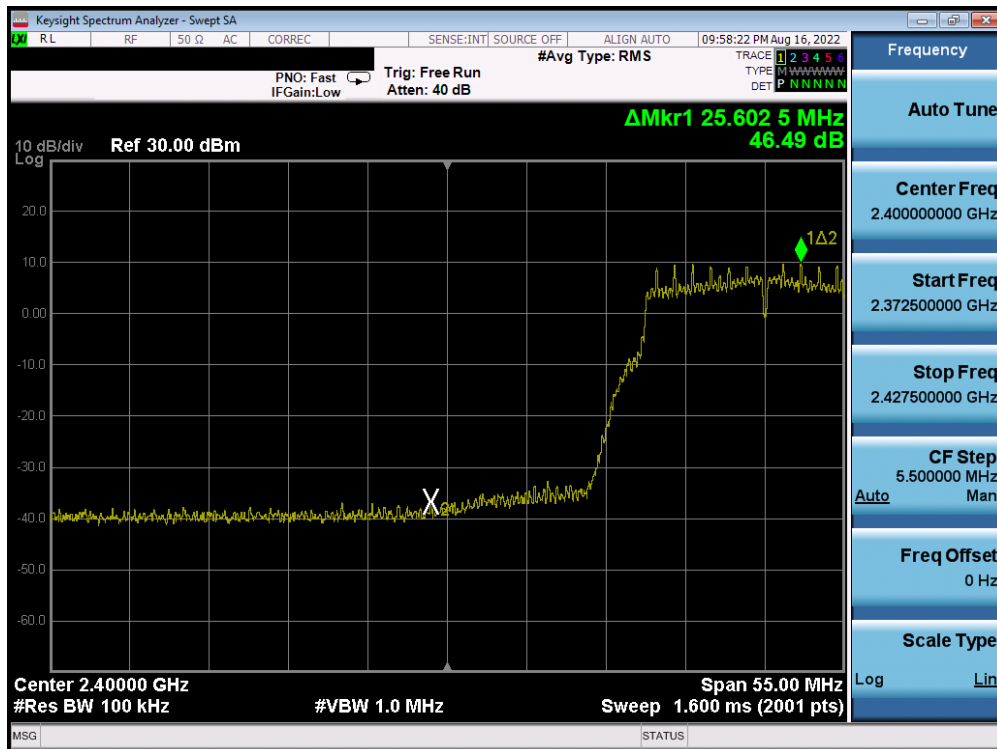 Keysight Spectrum Analyzer - Swept SA
LXI RL RF 50 Ω AC CORREC SENSE:INT SOURCE OFF ALIGN AUTO 09:58:22 PM Aug 16, 2022
#Avg Type: RMS
TRACE 1 2 3 4 5 6
PNO: Fast Trig: Free Run
TYPE M WWWWW
IFGain:Low Atten: 40 dB
DET P N N N N N
ΔMkr1 25.602 5 MHz
46.49 dB
10 dB/div Ref 30.00 dBm
Log
20.0
1Δ2
10.0
0.00
-10.0
-20.0
-30.0
X2
-40.0
-50.0
-60.0
Center 2.40000 GHz Span 55.00 MHz
#Res BW 100 kHz #VBW 1.0 MHz Sweep 1.600 ms (2001 pts)
MSG STATUS
Frequency
Auto Tune
Center Freq
2.400000000 GHz
Start Freq
2.372500000 GHz
Stop Freq
2.427500000 GHz
CF Step
5.500000 MHz
Auto Man
Freq Offset
0 Hz
Scale Type
Log Lin